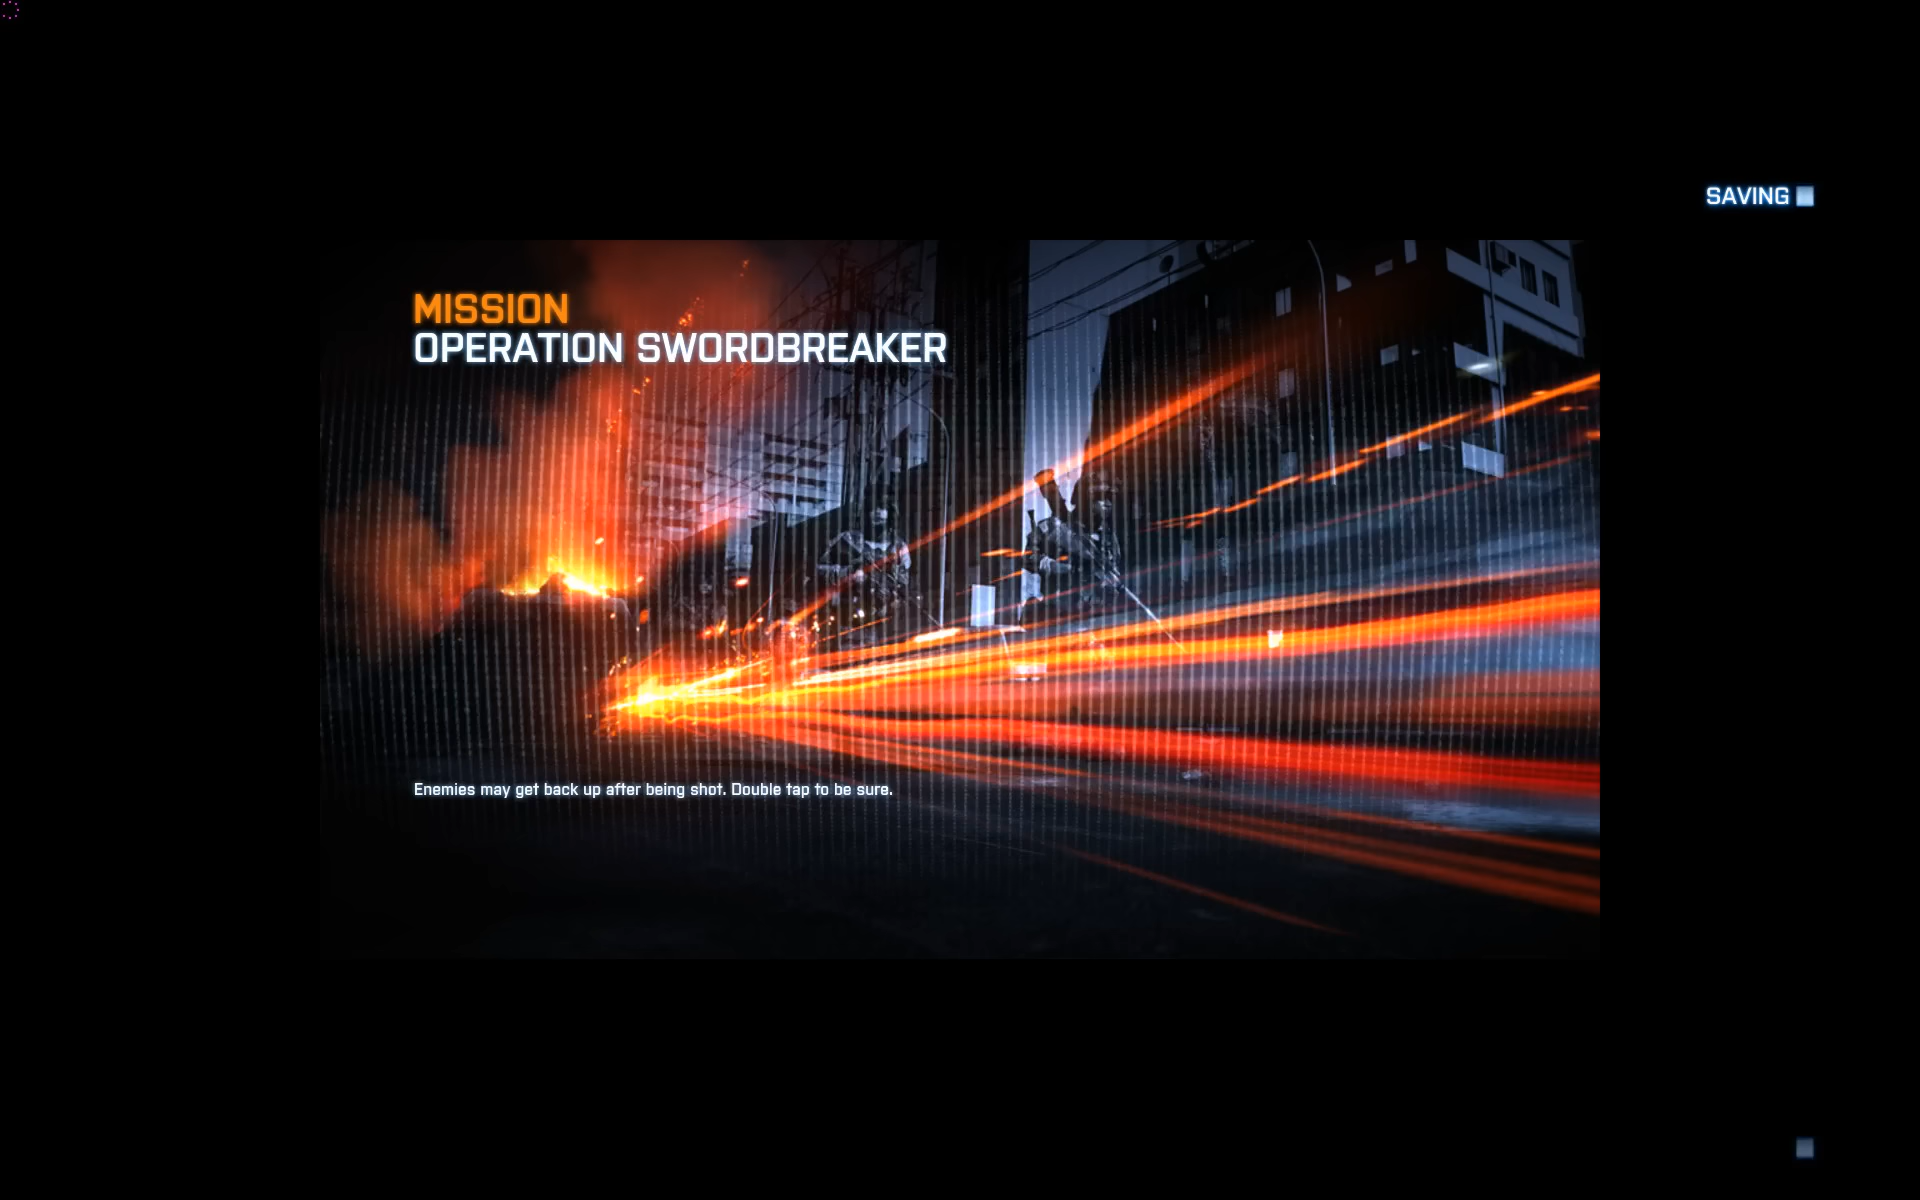 SAVING
MISSION
OPERATION SWORDBREAKER
Enemies may get back up after being shot. Double tap to be sure.